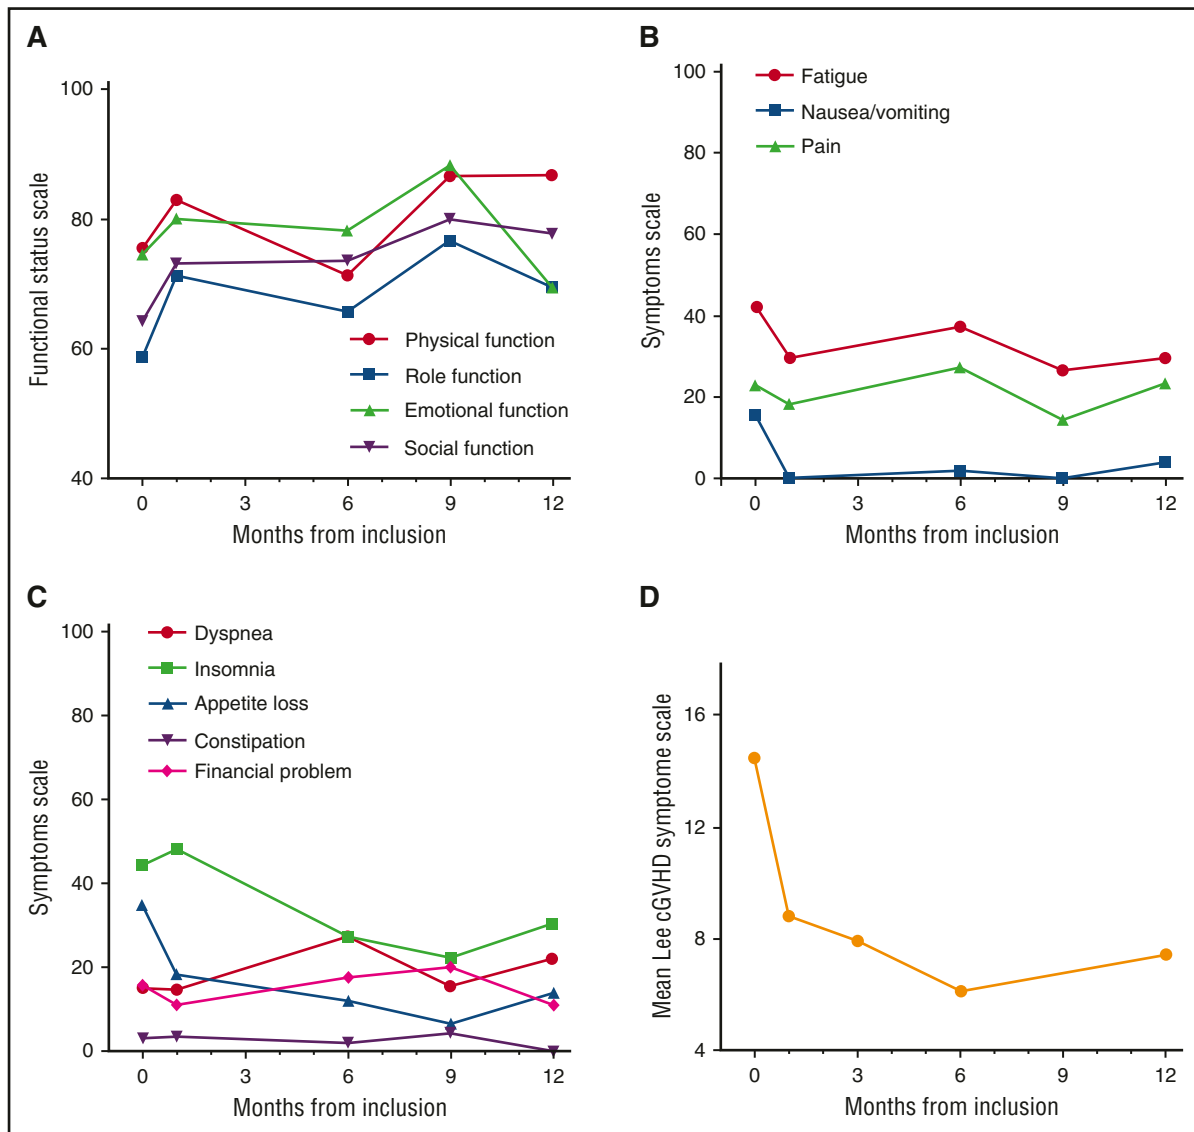 A
100
80
60
40
Functional status scale
Physical function
Role function
Emotional function
Social function
0 3 6 9 12
Months from inclusion
B
100
80
60
40
20
0
Symptoms scale
Fatigue
Nausea/vomiting
Pain
0 3 6 9 12
Months from inclusion
C
100
80
60
40
20
0
Symptoms scale
Dyspnea
Insomnia
Appetite loss
Constipation
Financial problem
0 3 6 9 12
Months from inclusion
D
16
12
8
4
Mean Lee cGVHD symptome scale
0 3 6 9 12
Months from inclusion